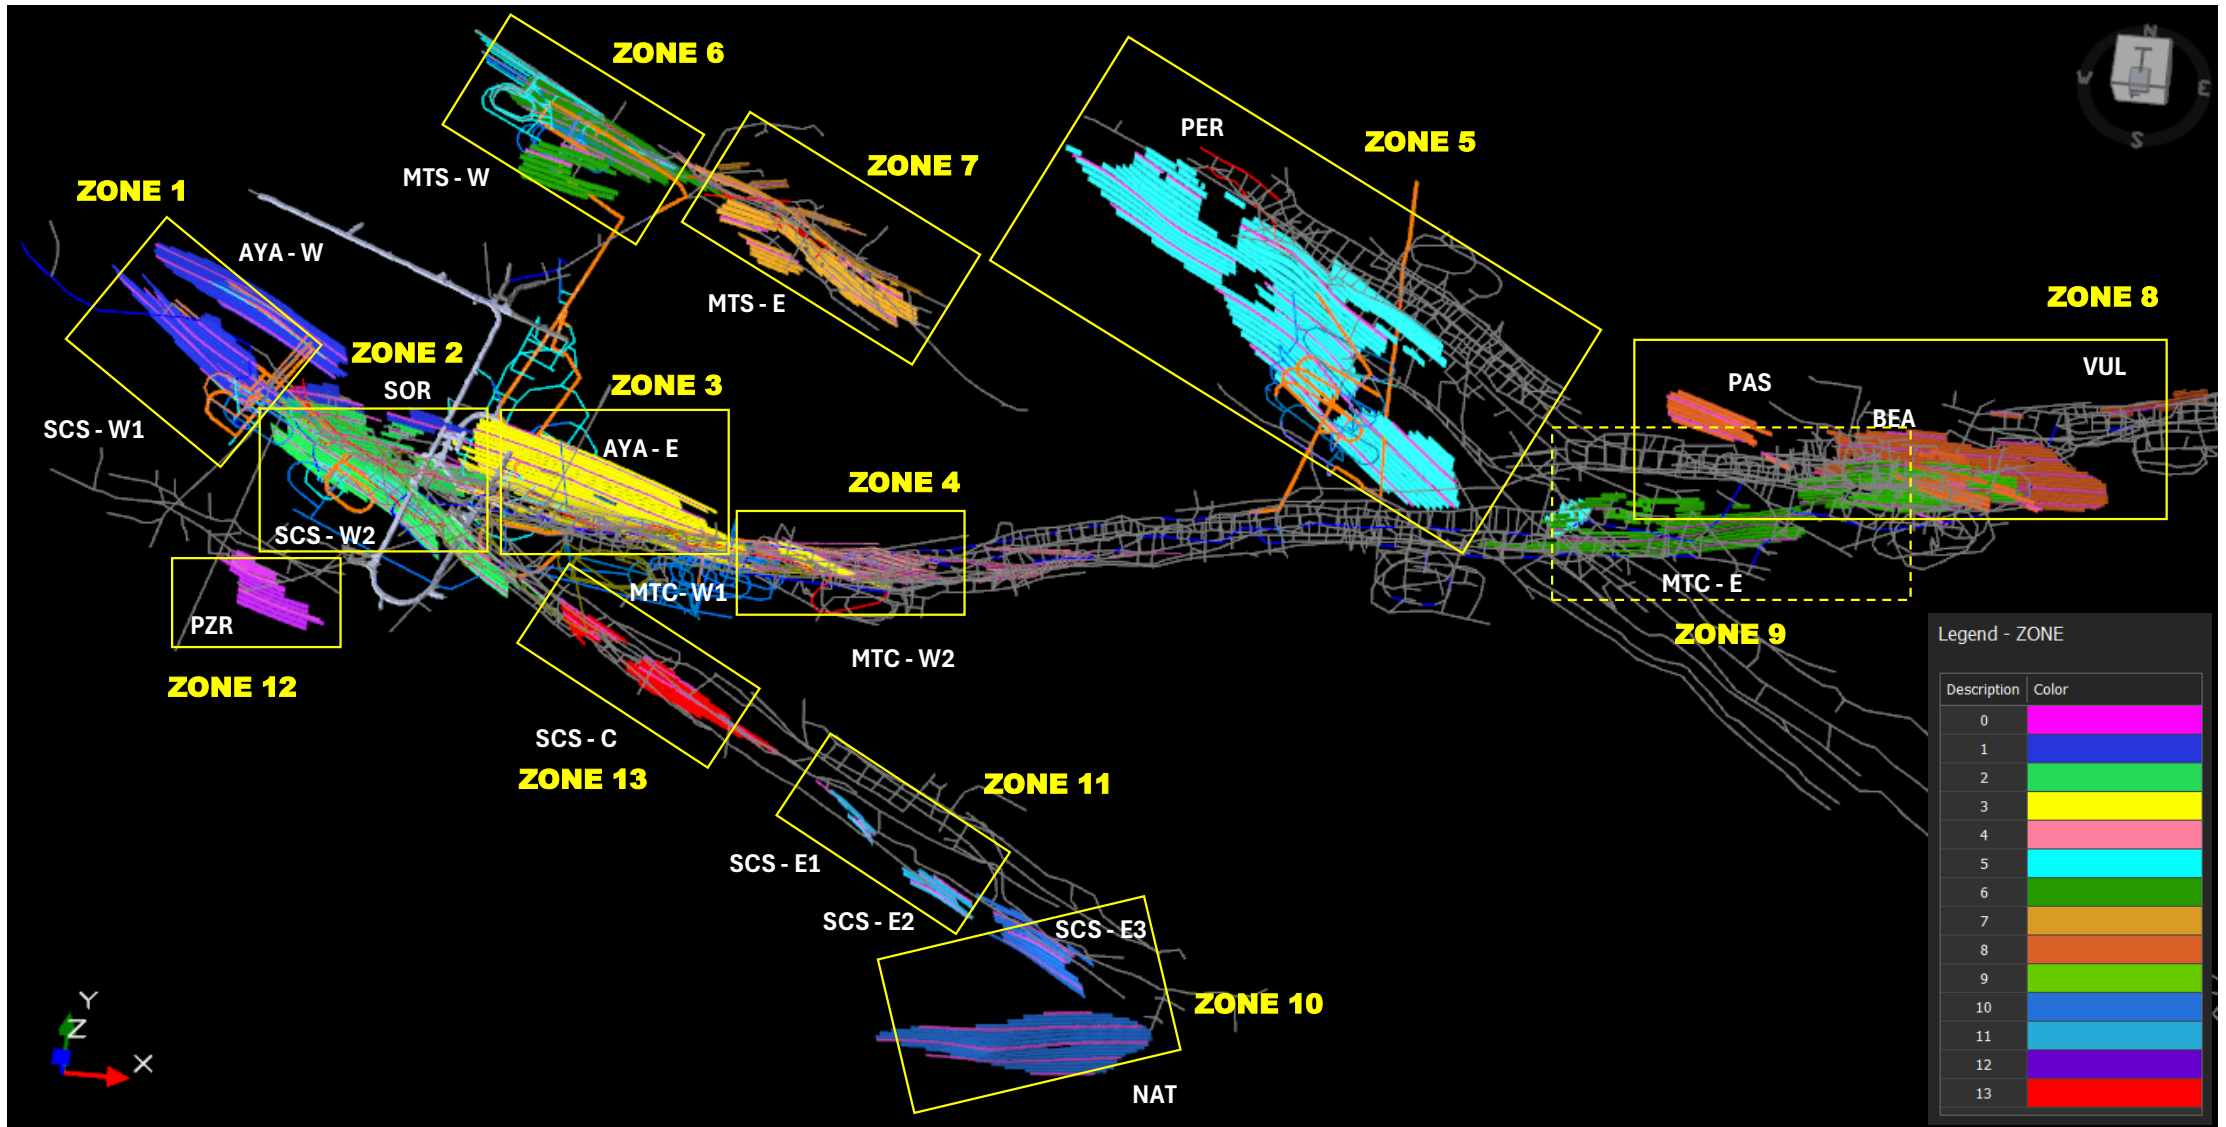 ZONE 6
N
W
T
E
S
ZONE 7
PER
ZONE 5
MTS - W
ZONE 1
AYA - W
MTS - E
ZONE 8
ZONE 2
SOR
ZONE 3
PAS
VUL
BEA
SCS - W1
AYA - E
ZONE 4
SCS - W2
MTC- W1
MTC - E
PZR
ZONE 9
MTC - W2
ZONE 12
SCS - C
ZONE 13
ZONE 11
SCS - E1
SCS - E2
SCS - E3
ZONE 10
NAT
Y
Z
X
Legend - ZONE
Description Color
0
1
2
3
4
5
6
7
8
9
10
11
12
13